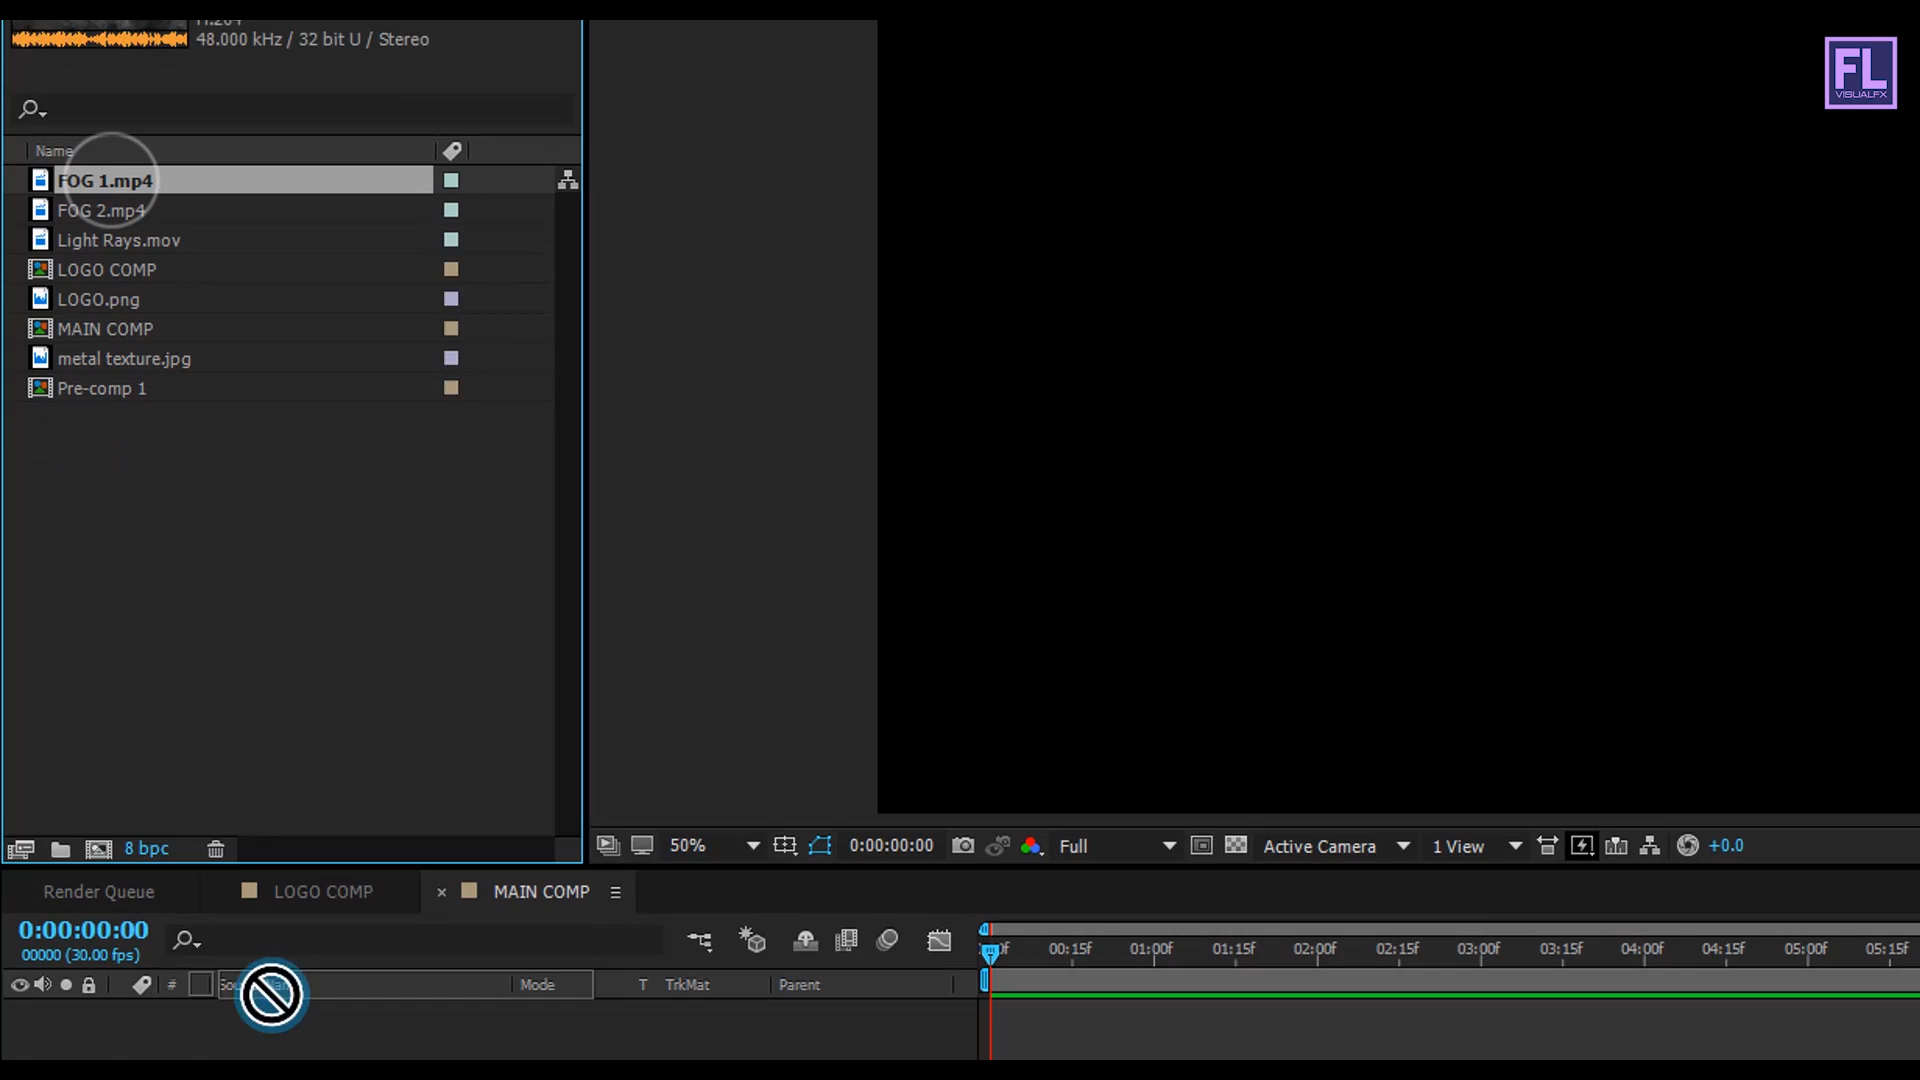 48.000 kHz / 32 bit U / Stereo
FL
VISUALFX
Name
FOG 1.mp4
FOG 2.mp4
Light Rays.mov
LOGO COMP
LOGO.png
MAIN COMP
metal texture.jpg
Pre-comp 1
8 bpc
50%
0:00:00:00
Full
Active Camera
1 View
+0.0
Render Queue
LOGO COMP
MAIN COMP
0:00:00:00
00000 (30.00 fps)
00:15f 01:00f 01:15f 02:00f 02:15f 03:00f 03:15f 04:00f 04:15f 05:00f 05:15f
# Mode T TrkMat Parent